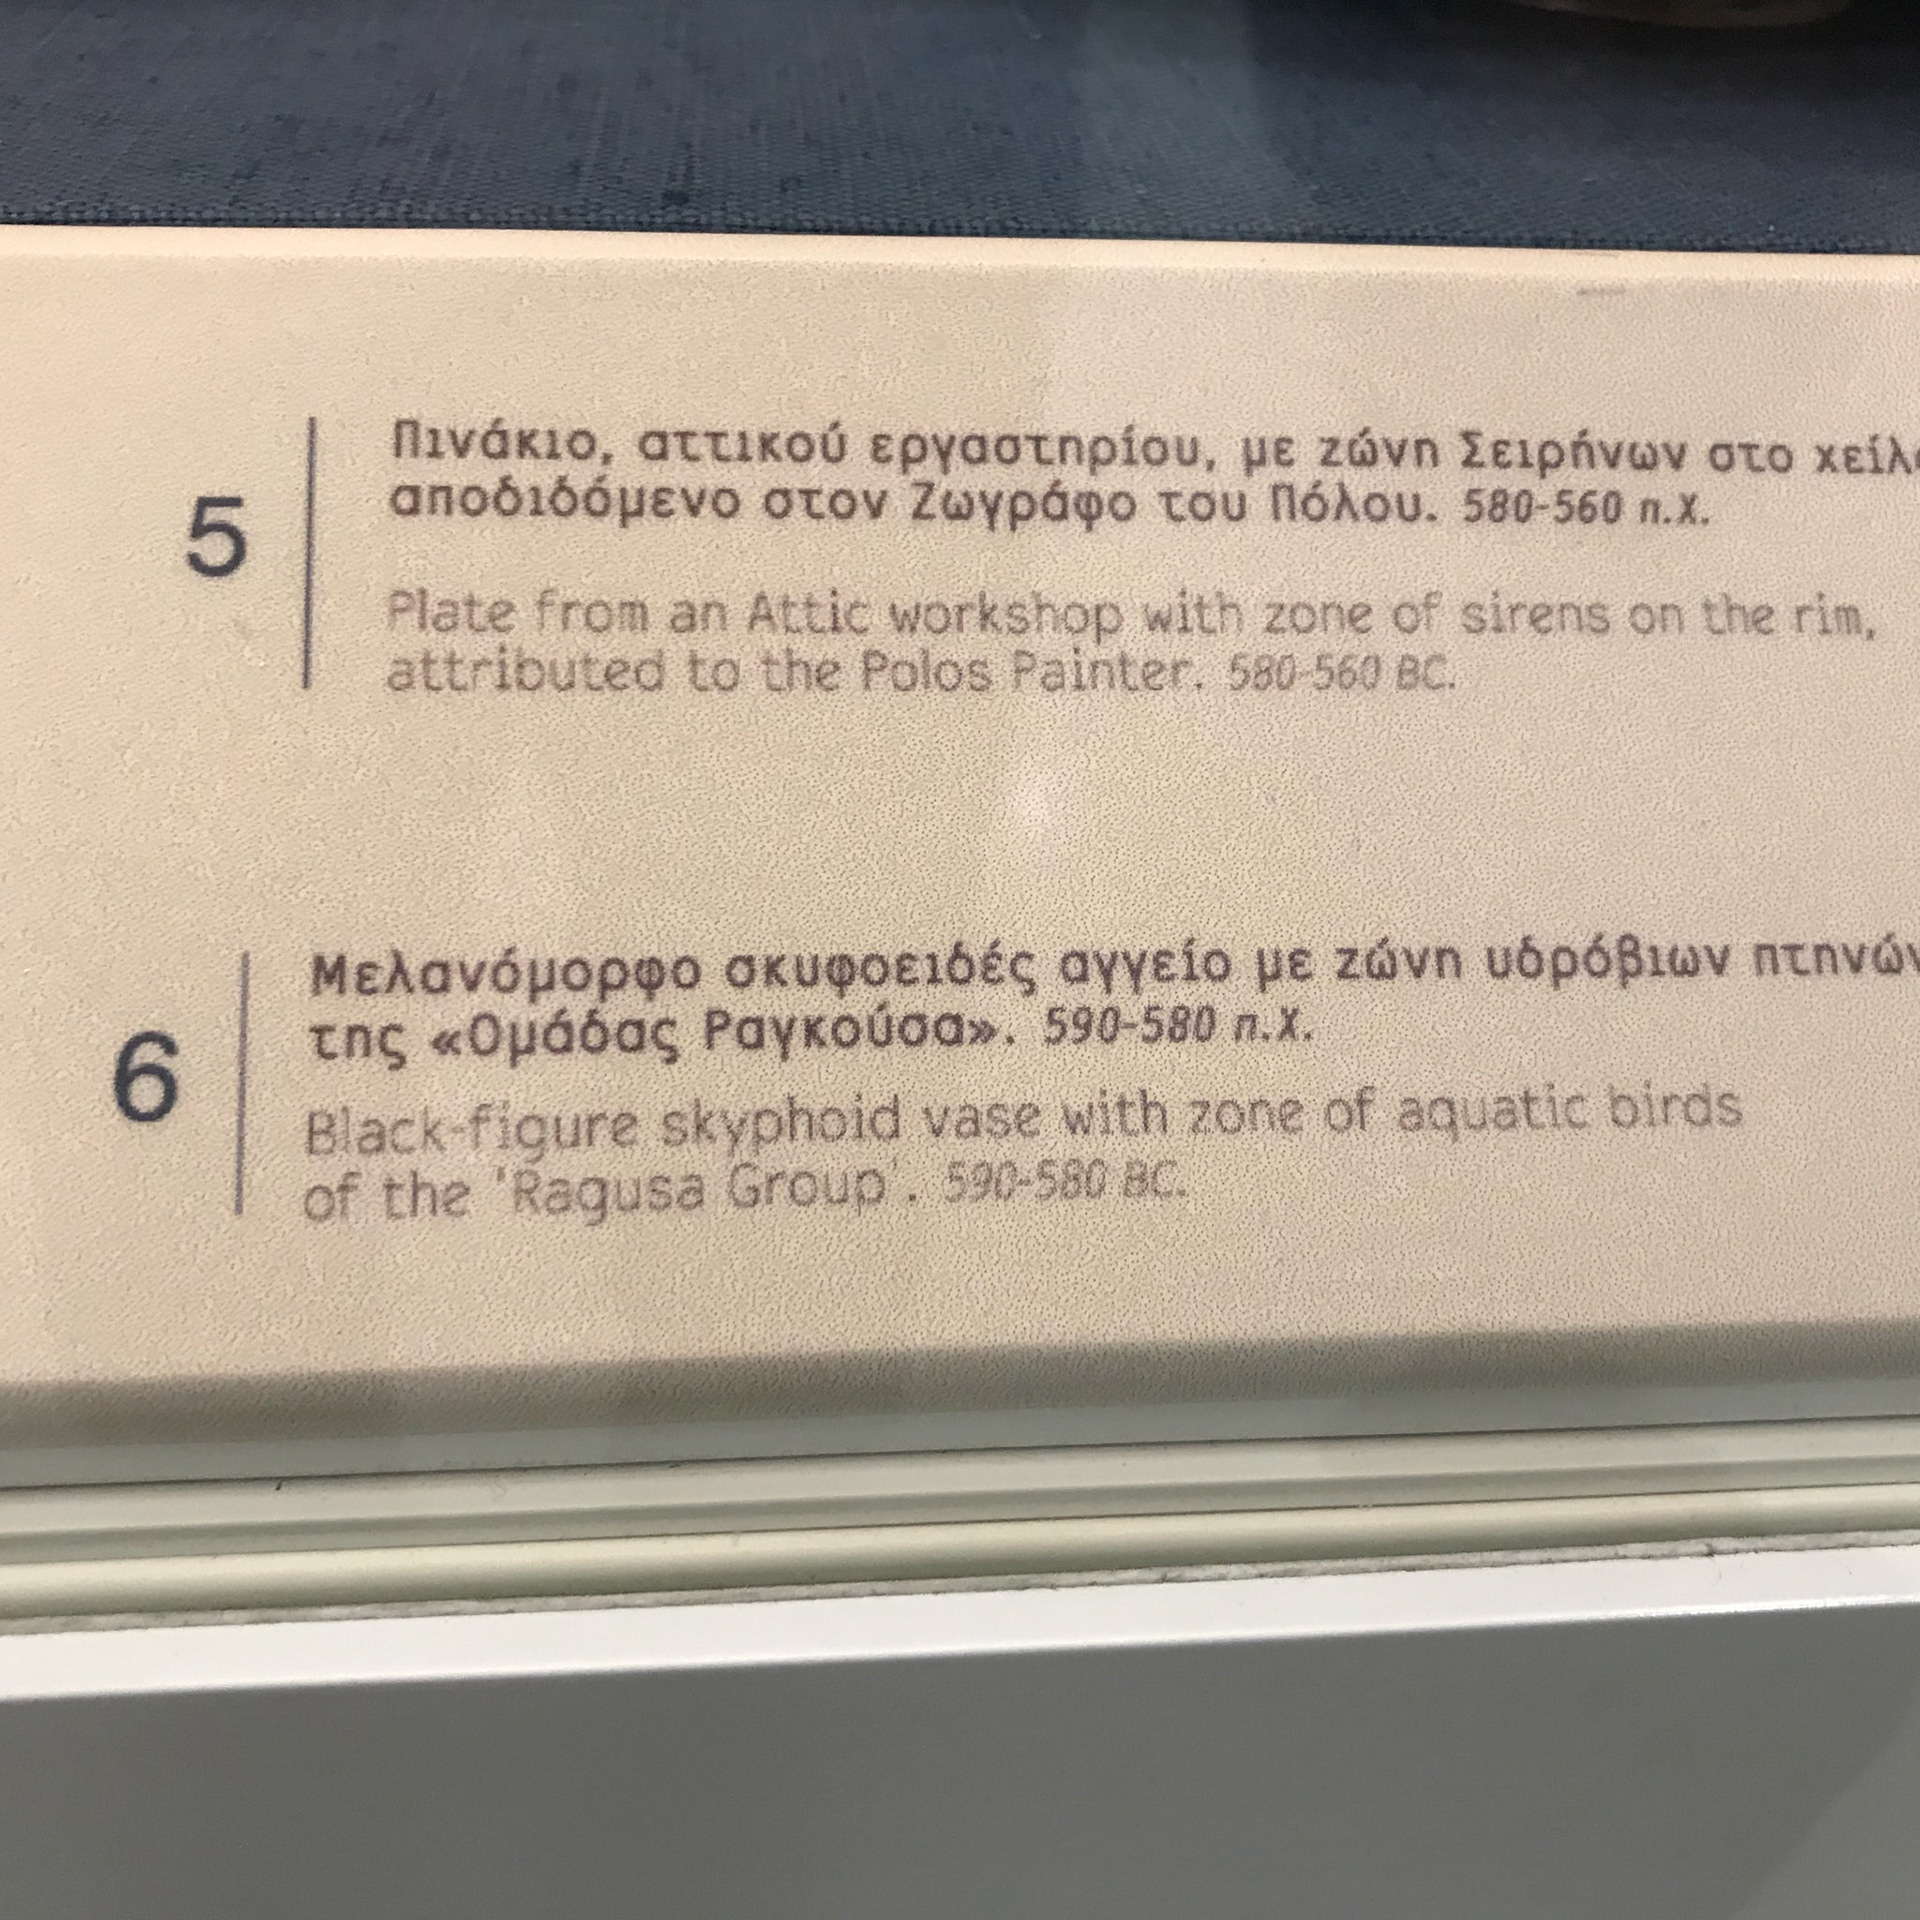 5
Πινάκιο, αττικού εργαστηρίου, με ζώνη Σειρήνων στο
αποδιδόμενο στον Ζωγράφο του Πόλου. 580-560 π.Χ.
Plate from an Attic workshop with zone of sirens on the rim,
attributed to the Polos Painter. 580-560 BC.
6
Μελανόμορφο σκυφοειδές αγγείο με ζώνη υδρόβιων πτηνών
της «Ομάδας Ραγκούσα». 590-580 π.Χ.
Black-figure skyphoid vase with zone of aquatic birds
of the 'Ragusa Group'. 590-580 BC.